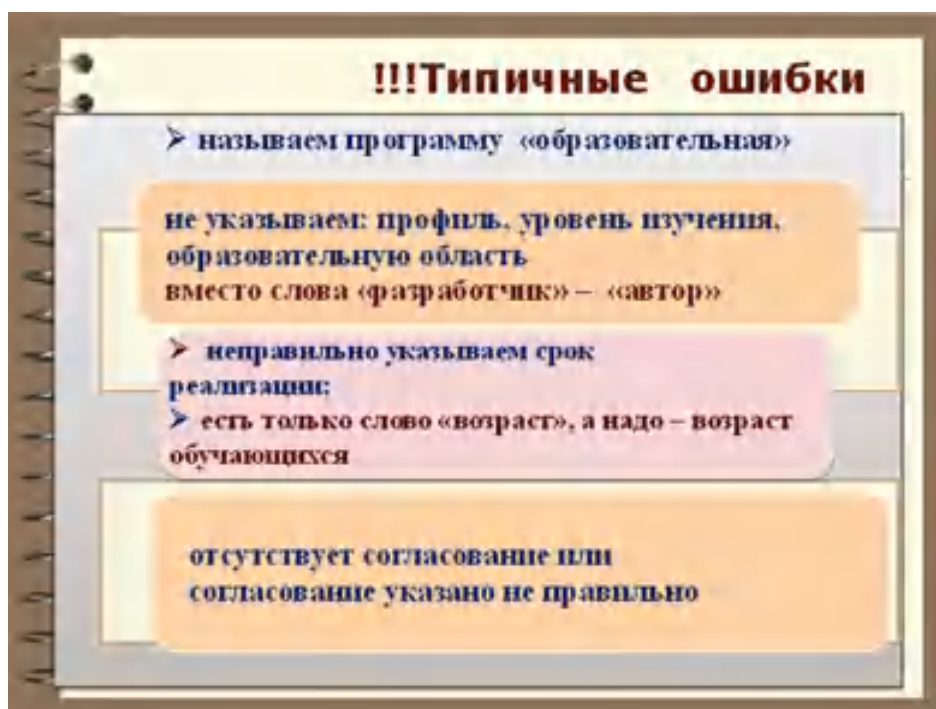 !!!Типичные ошибки
➢ называем программу «образовательная»
не указываем: профиль, уровень изучения,
образовательную область
вместо слова «разработчик» – «автор»
➢ неправильно указываем срок
реализации;
➢ есть только слово «возраст», а надо – возраст
обучающихся
отсутствует согласование или
согласование указано не правильно